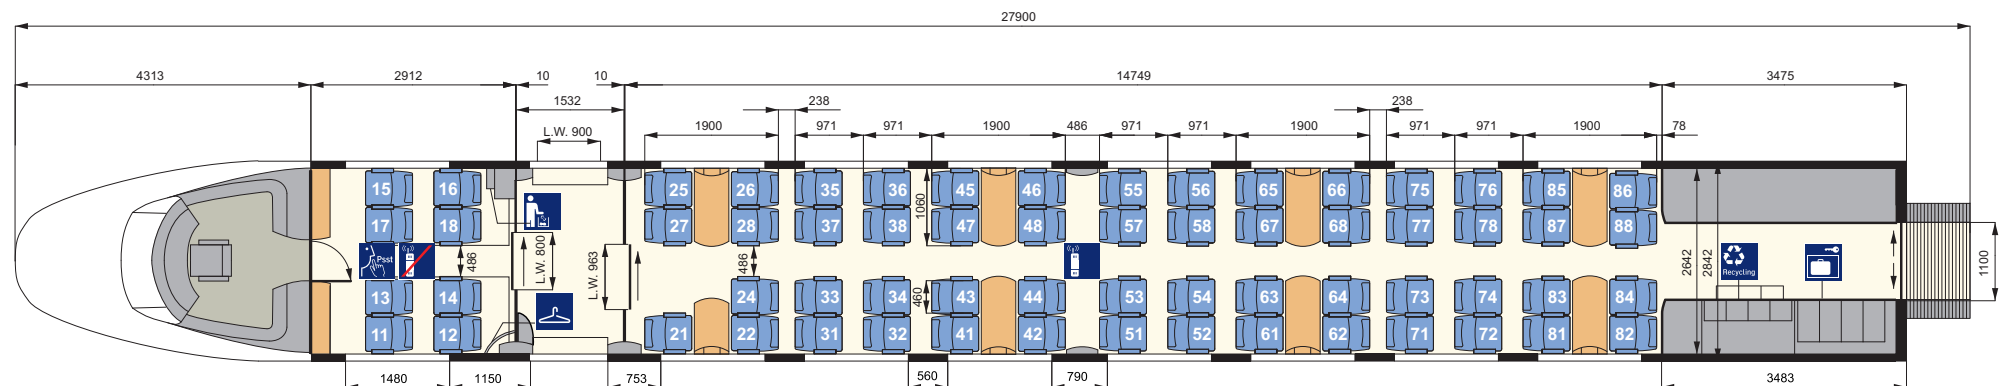 27900
4313 2912 10 10 14749 3475
1532 238 238
L.W. 900 1900 971 971 1900 486 971 971 1900 971 971 1900 78
15 16 25 26 35 36 45 46 55 56 65 66 75 76 85 86
17 18 27 28 37 38 47 48 57 58 67 68 77 78 87 88
1060
Psst 486 L.W. 800 L.W. 963 486 2642 2842 Recycling 1100
13 14 24 33 34 460 43 44 53 54 63 64 73 74 83 84
11 12 21 22 31 32 41 42 51 52 61 62 71 72 81 82
1480 1150 753 560 790 3483